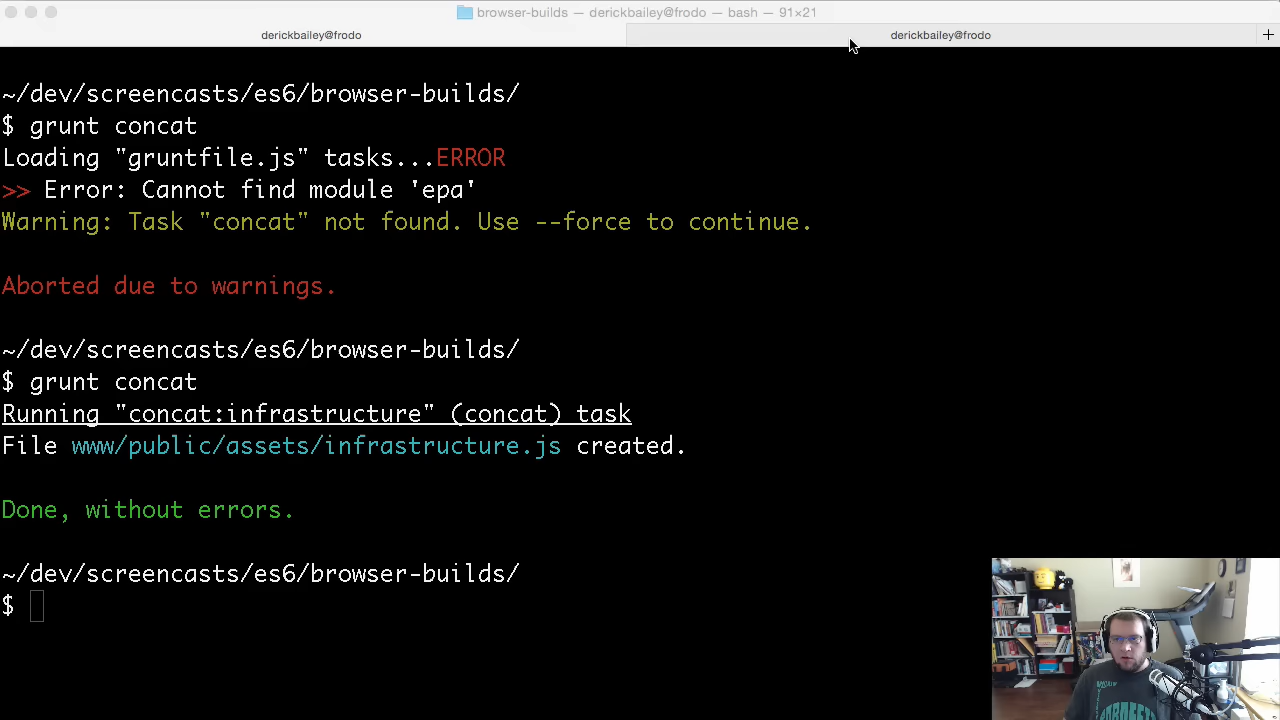 browser-builds — derickbailey@frodo — bash — 91×21
derickbailey@frodo
derickbailey@frodo
+
~/dev/screencasts/es6/browser-builds/
$ grunt concat
Loading "gruntfile.js" tasks...ERROR
>> Error: Cannot find module 'epa'
Warning: Task "concat" not found. Use --force to continue.
Aborted due to warnings.
~/dev/screencasts/es6/browser-builds/
$ grunt concat
Running "concat:infrastructure" (concat) task
File www/public/assets/infrastructure.js created.
Done, without errors.
~/dev/screencasts/es6/browser-builds/
$